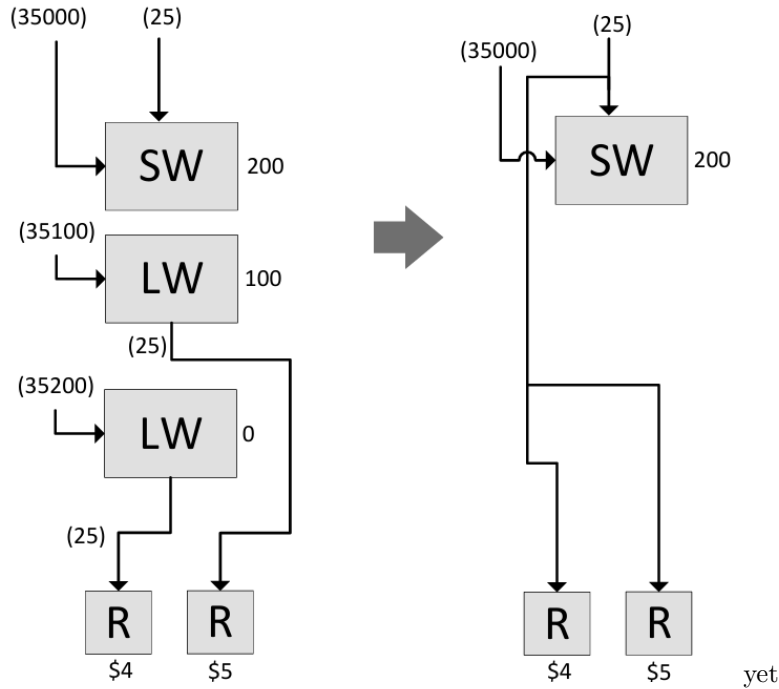 (35000) (25)
SW 200
(35100)
LW 100
(25)
(35200)
LW 0
(25)
R R
$4 $5
(25)
(35000)
SW 200
R R
$4 $5
yet